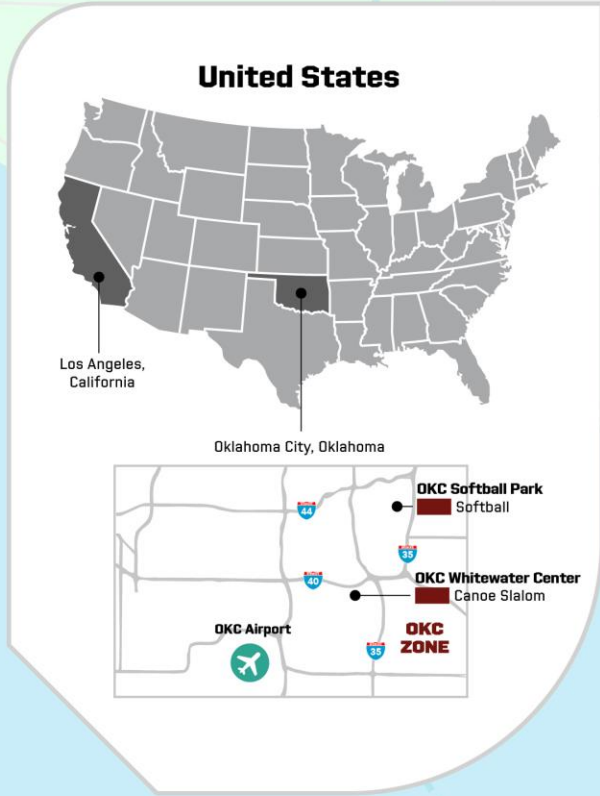 United States
Los Angeles,
California
Oklahoma City, Oklahoma
OKC Softball Park
Softball
44
35
40
OKC Whitewater Center
Canoe Slalom
OKC Airport
OKC
ZONE
35